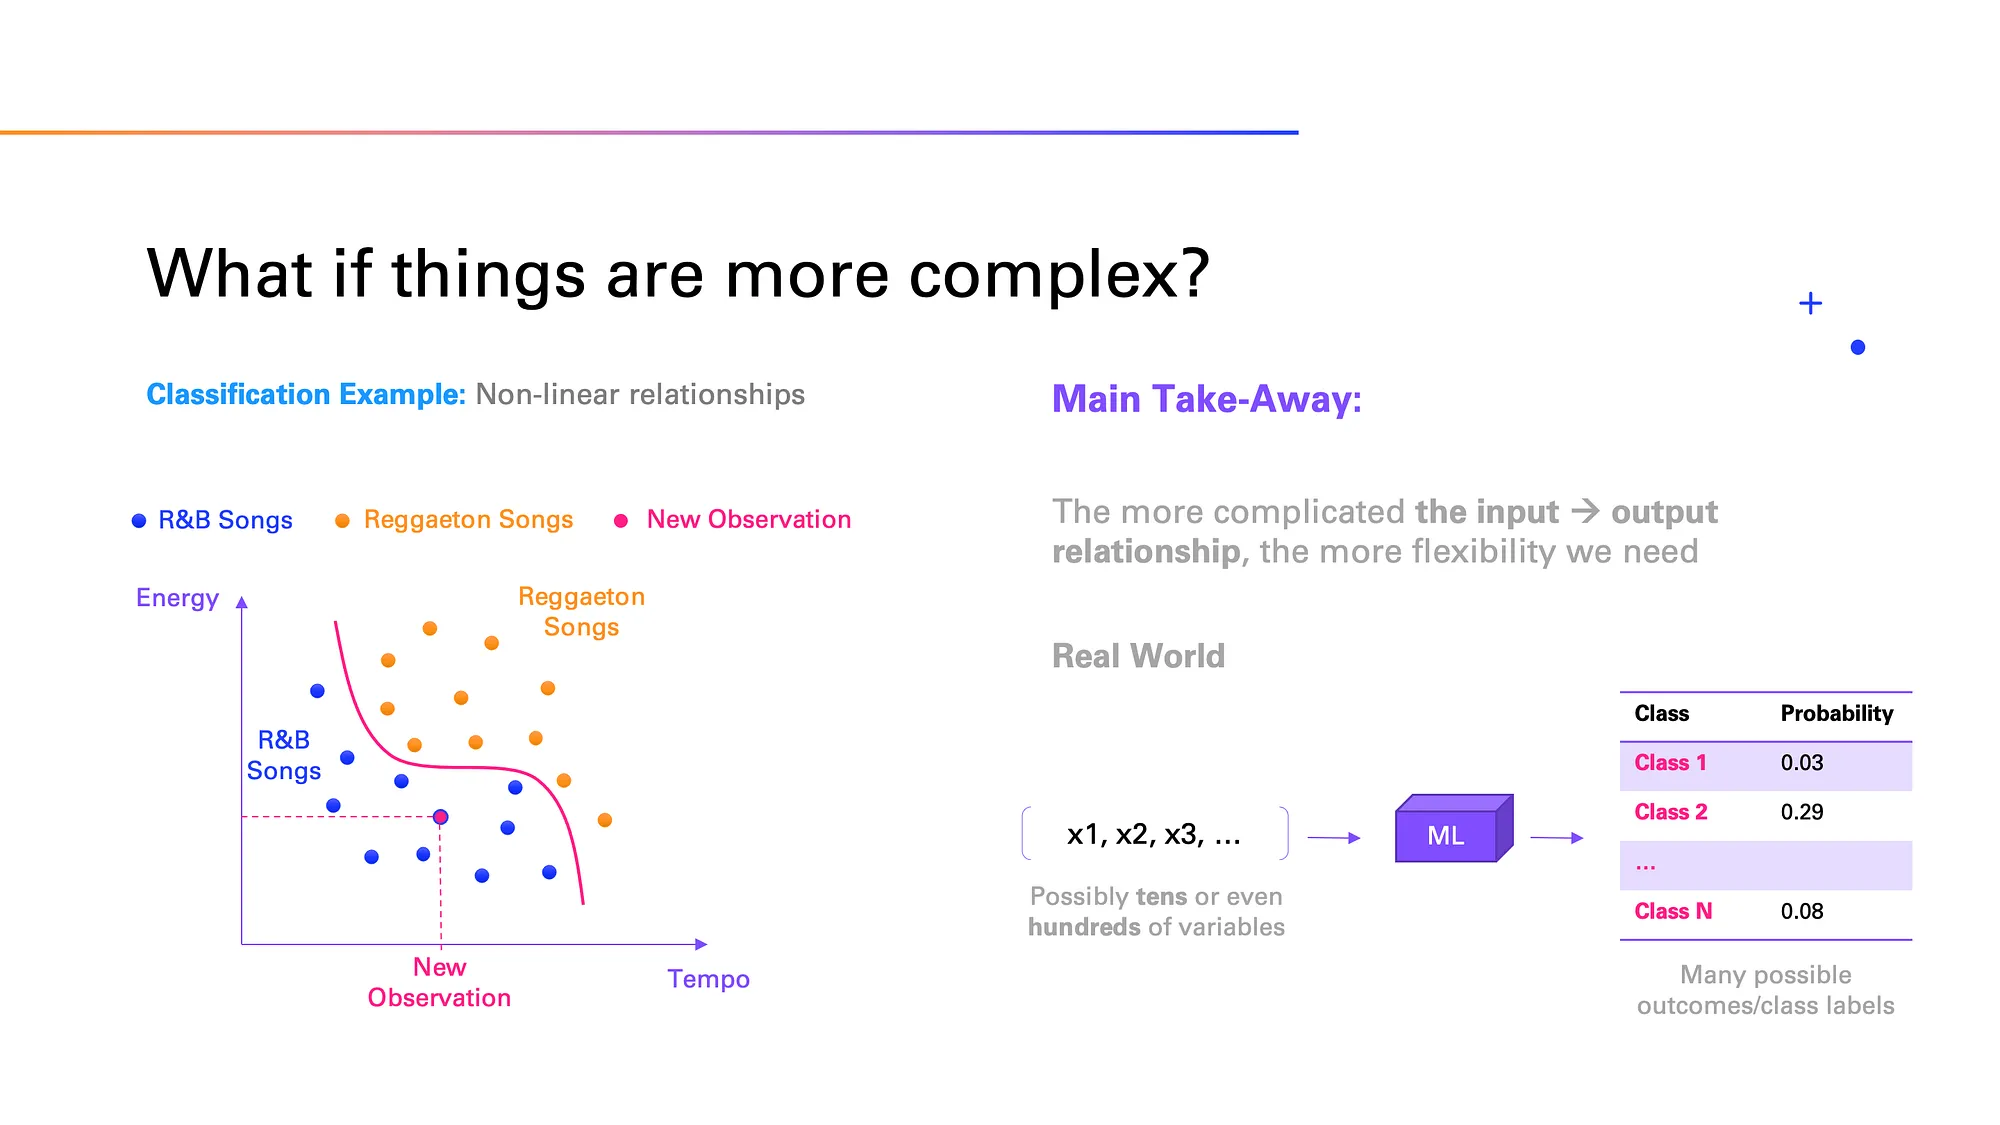 What if things are more complex?
Classification Example: Non-linear relationships
R&B Songs
Reggaeton Songs
New Observation
Energy
Reggaeton
Songs
R&B
Songs
New
Observation
Tempo
Main Take-Away:
The more complicated the input → output
relationship, the more flexibility we need
Real World
x1, x2, x3, ...
Possibly tens or even
hundreds of variables
ML
Class Probability
Class 1 0.03
Class 2 0.29
...
Class N 0.08
Many possible
outcomes/class labels